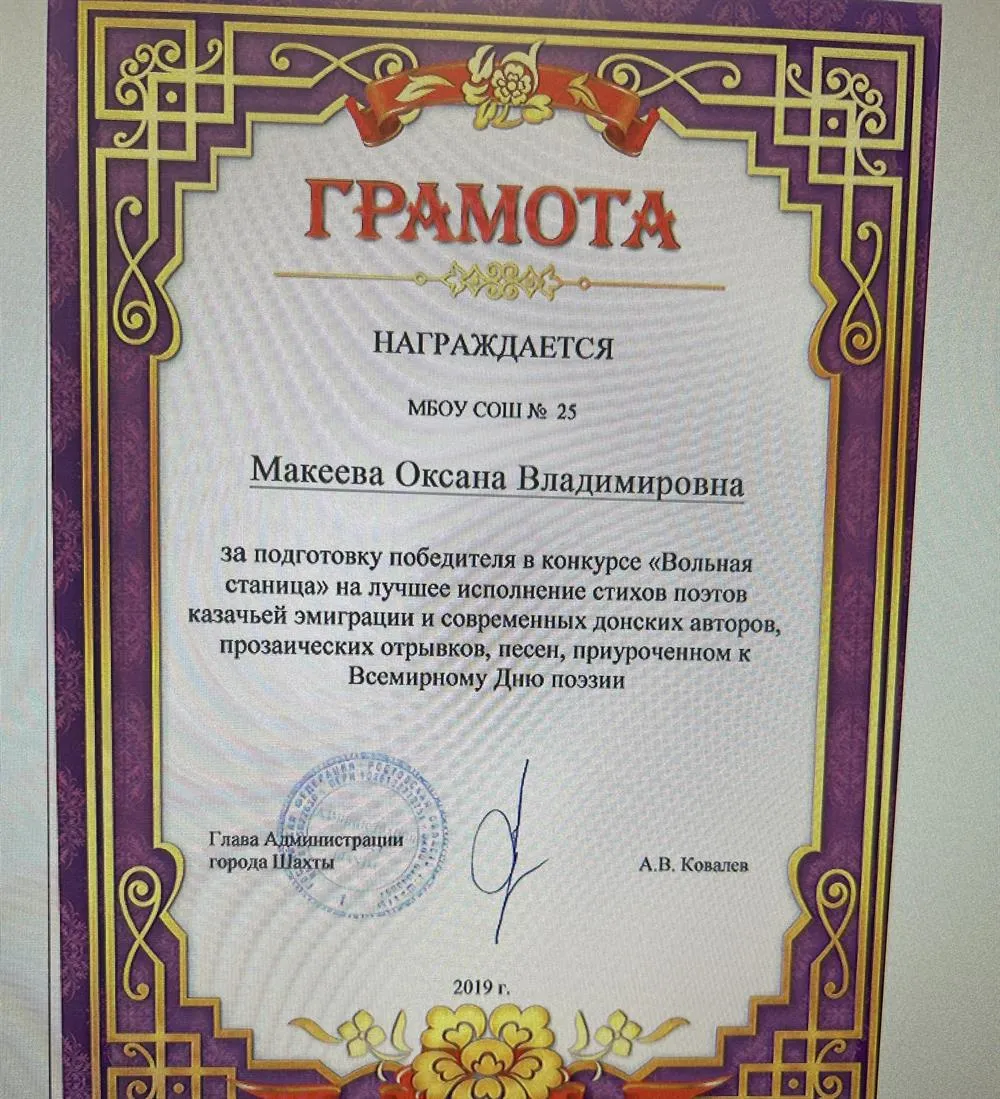 ГРАМОТА
НАГРАЖДАЕТСЯ
МБОУ СОШ № 25
Макеева Оксана Владимировна
за подготовку победителя в конкурсе «Вольная
станица» на лучшее исполнение стихов поэтов
казачьей эмиграции и современных донских авторов,
прозаических отрывков, песен, приуроченном к
Всемирному Дню поэзии
Глава Администрации
города Шахты
А.В. Ковалев
2019 г.